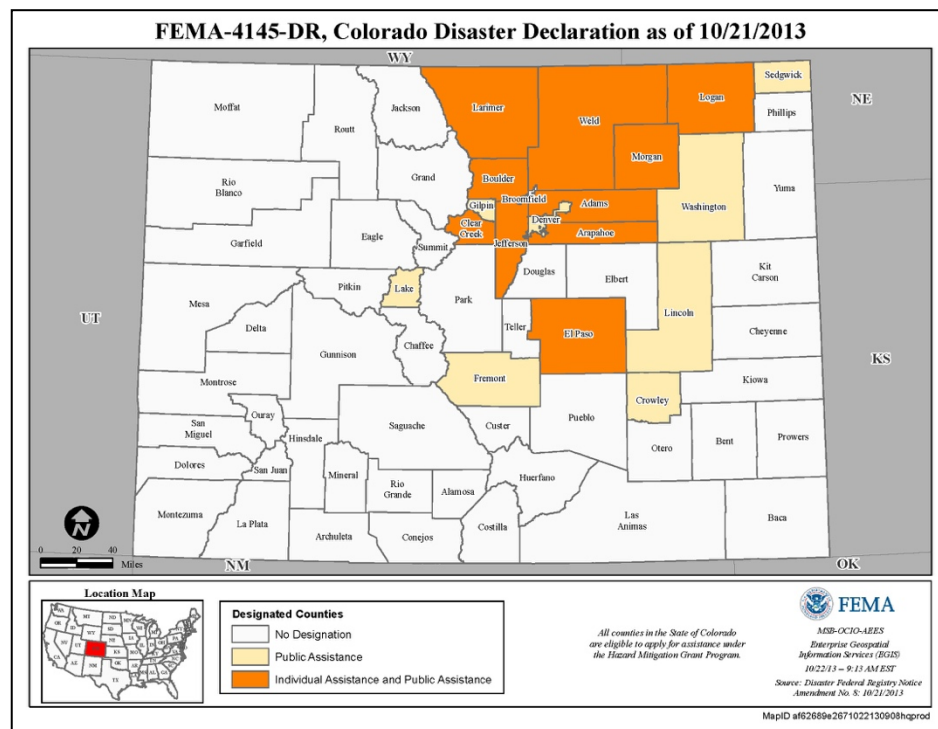 FEMA-4145-DR, Colorado Disaster Declaration as of 10/21/2013
WY
NE
UT
KS
NM
OK
Moffat
Routt
Jackson
Larimer
Weld
Logan
Sedgwick
Phillips
Morgan
Grand
Rio
Blanco
Boulder
Broomfield
Gilpin
Adams
Washington
Yuma
Clear
Creek
Denver
Arapahoe
Jefferson
Garfield
Eagle
Summit
Douglas
Elbert
Kit
Carson
Pitkin
Lake
Park
Mesa
Delta
Teller
El Paso
Lincoln
Cheyenne
Gunnison
Chaffee
Fremont
Montrose
Crowley
Kiowa
Ouray
San
Miguel
Hinsdale
Saguache
Custer
Pueblo
Otero
Bent
Prowers
Dolores
San Juan
Mineral
Rio
Grande
Alamosa
Huerfano
Montezuma
La Plata
Archuleta
Conejos
Costilla
Las
Animas
Baca
N
0 20 40
Miles
Location Map
Designated Counties
No Designation
Public Assistance
Individual Assistance and Public Assistance
All counties in the State of Colorado
are eligible to apply for assistance under
the Hazard Mitigation Grant Program.
FEMA
MSB-OCIO-AEES
Enterprise Geospatial
Information Services (EGIS)
10/22/13 -- 9:13 AM EST
Source: Disaster Federal Registry Notice
Amendment No. 8: 10/21/2013
MapID af62689e2671022130908hqprod